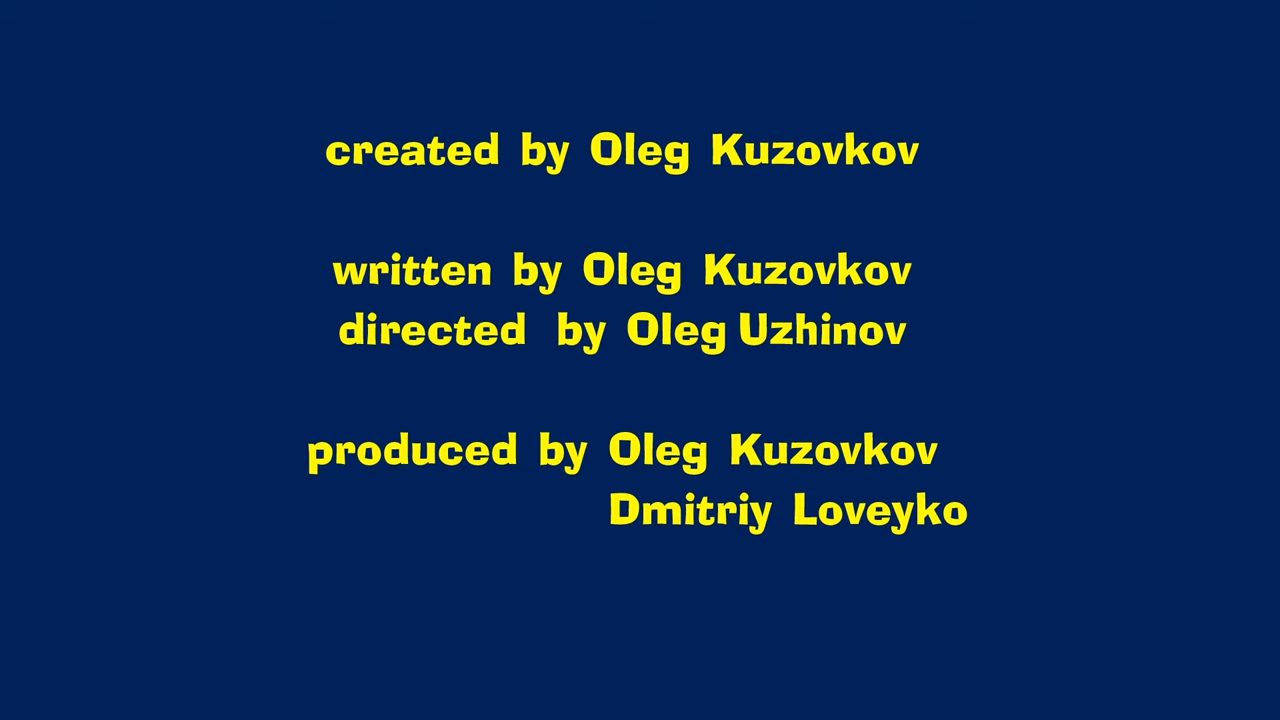 created by Oleg Kuzovkov
written by Oleg Kuzovkov
directed by Oleg Uzhinov
produced by Oleg Kuzovkov
Dmitriy Loveyko